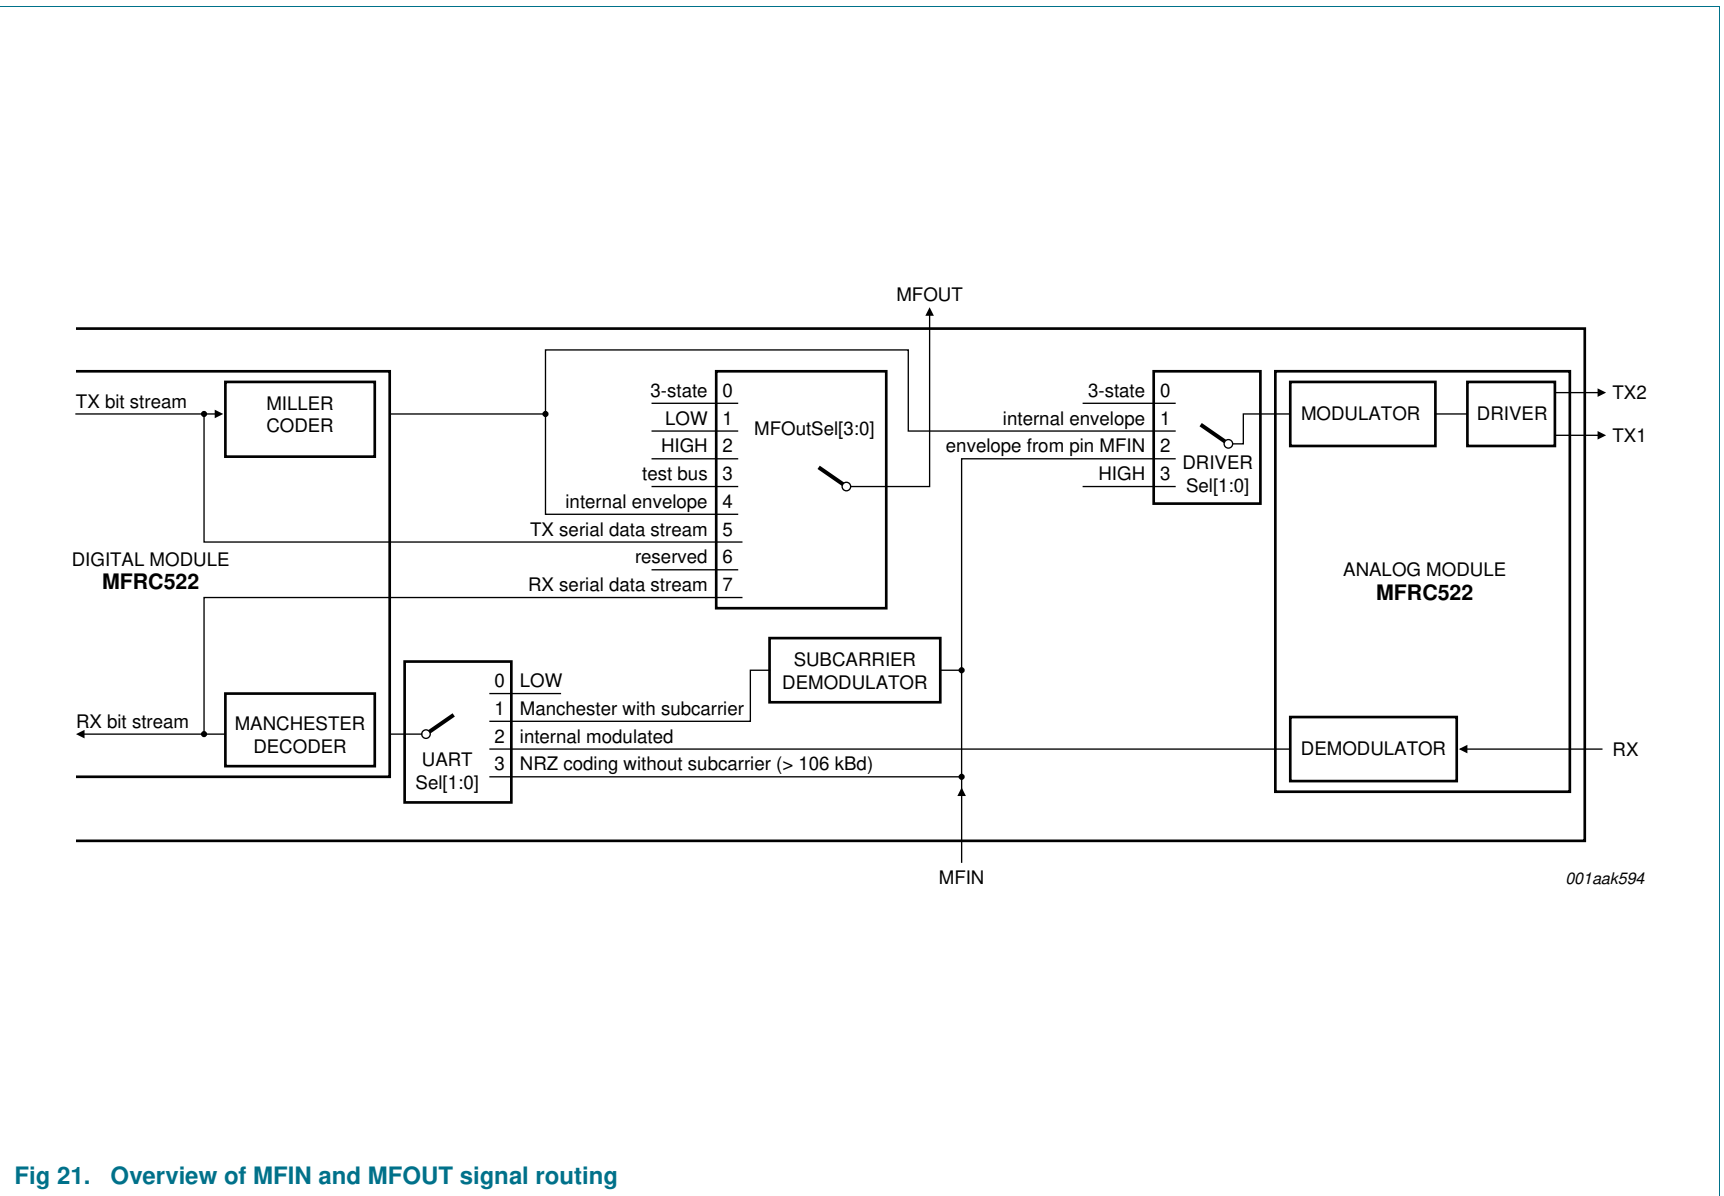 MFOUT
TX bit stream
MILLER
CODER
3-state 0
LOW 1
HIGH 2
test bus 3
internal envelope 4
TX serial data stream 5
reserved 6
RX serial data stream 7
MFOutSel[3:0]
3-state 0
internal envelope 1
envelope from pin MFIN 2
HIGH 3
DRIVER
Sel[1:0]
MODULATOR
DRIVER
TX2
TX1
DIGITAL MODULE
MFRC522
ANALOG MODULE
MFRC522
SUBCARRIER
DEMODULATOR
RX bit stream
MANCHESTER
DECODER
UART
Sel[1:0]
0 LOW
1 Manchester with subcarrier
2 internal modulated
3 NRZ coding without subcarrier (> 106 kBd)
DEMODULATOR
RX
MFIN
001aak594
Fig 21. Overview of MFIN and MFOUT signal routing